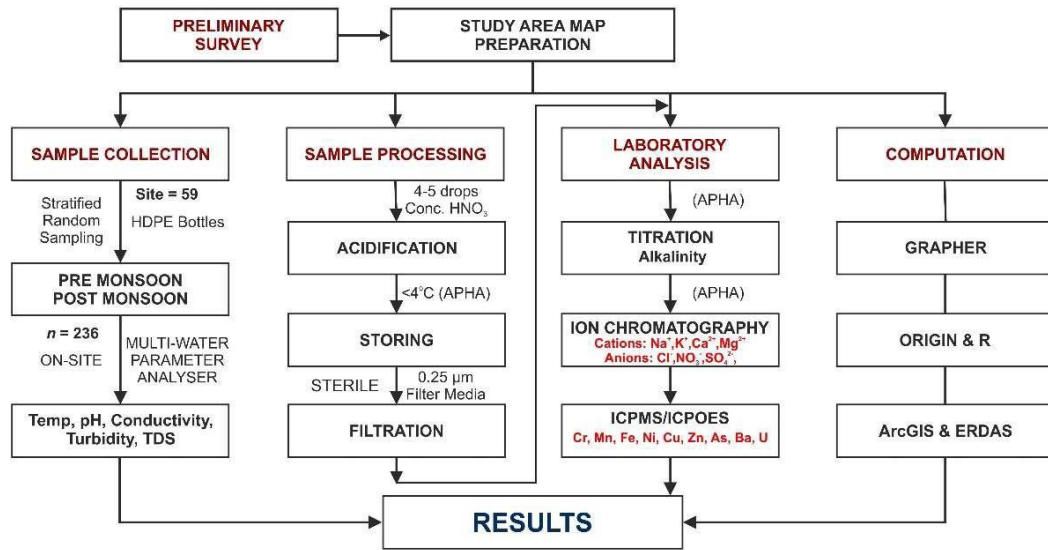 PRELIMINARY
SURVEY
STUDY AREA MAP
PREPARATION
SAMPLE COLLECTION
Stratified
Random
Sampling
Site = 59
HDPE Bottles
PRE MONSOON
POST MONSOON
n = 236
ON-SITE
MULTI-WATER
PARAMETER
ANALYSER
Temp, pH, Conductivity,
Turbidity, TDS
SAMPLE PROCESSING
4-5 drops
Conc. HNO₃
ACIDIFICATION
<4°C (APHA)
STORING
STERILE
0.25 µm
Filter Media
FILTRATION
LABORATORY
ANALYSIS
(APHA)
TITRATION
Alkalinity
(APHA)
ION CHROMATOGRAPHY
Cations: Na⁺,K⁺,Ca²⁺,Mg²⁺
Anions: Cl⁻,NO₃⁻,SO₄²⁻,
ICPMS/ICPOES
Cr, Mn, Fe, Ni, Cu, Zn, As, Ba, U
COMPUTATION
GRAPHER
ORIGIN & R
ArcGIS & ERDAS
RESULTS